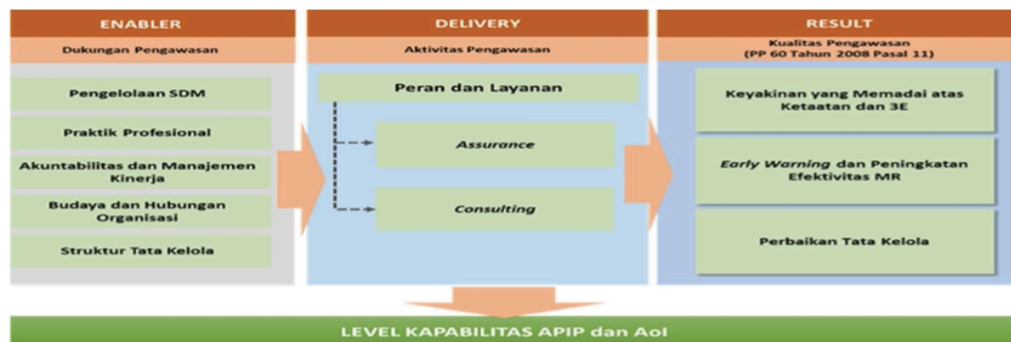 ENABLER
Dukungan Pengawasan
Pengelolaan SDM
Praktik Profesional
Akuntabilitas dan Manajemen
Kinerja
Budaya dan Hubungan
Organisasi
Struktur Tata Kelola
DELIVERY
Aktivitas Pengawasan
Peran dan Layanan
Assurance
Consulting
RESULT
Kualitas Pengawasan
(PP 60 Tahun 2008 Pasal 11)
Keyakinan yang Memadai atas
Ketaatan dan 3E
Early Warning dan Peningkatan
Efektivitas MR
Perbaikan Tata Kelola
LEVEL KAPABILITAS APIP dan AoI